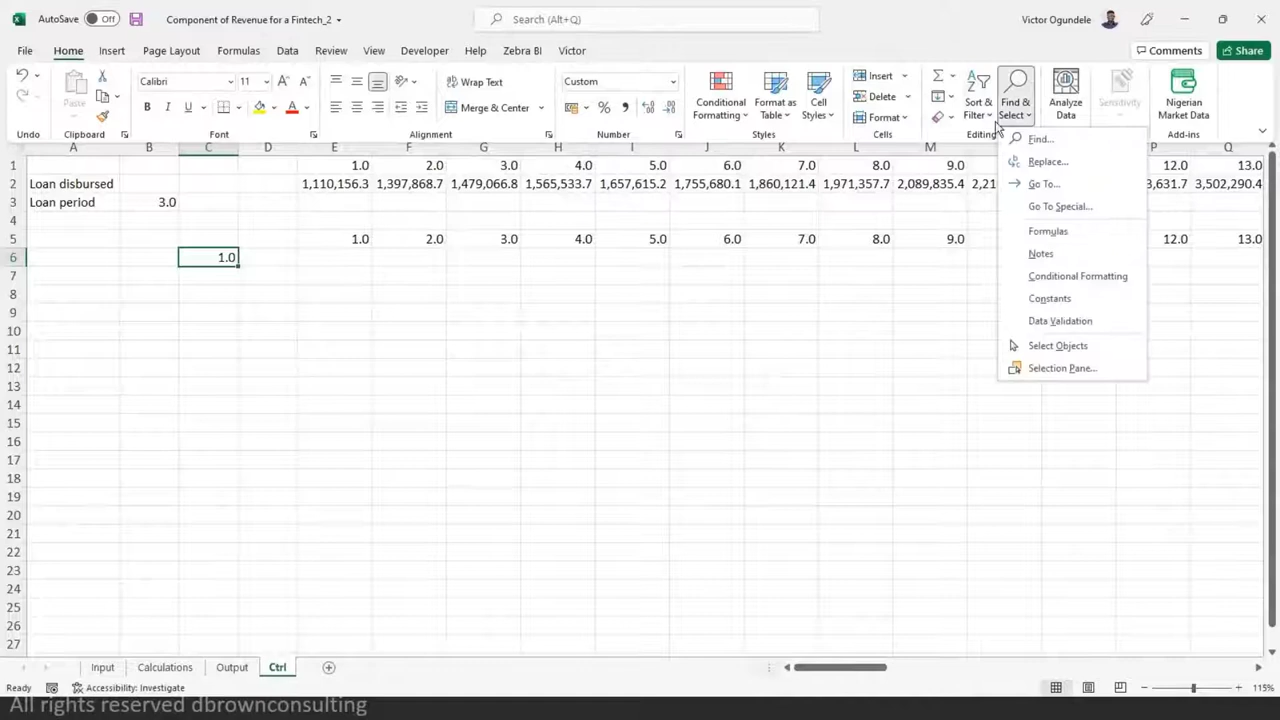 AutoSave Off Component of Revenue for a Fintech_2 Search (Alt+Q) Victor Ogundele
File Home Insert Page Layout Formulas Data Review View Developer Help Zebra BI Victor Comments Share
Paste Calibri 11 A A Wrap Text Custom Conditional Formatting Format as Table Cell Styles Insert Delete Format Sort & Filter Find & Select Analyze Data Sensitivity Nigerian Market Data
B I U A Merge & Center % 9
Undo Clipboard Font Alignment Number Styles Cells Editing Add-ins
A B C D E F G H I J K L M P Q
1 1.0 2.0 3.0 4.0 5.0 6.0 7.0 8.0 9.0 12.0 13.0
2 Loan disbursed 1,110,156.3 1,397,868.7 1,479,066.8 1,565,533.7 1,657,615.2 1,755,680.1 1,860,121.4 1,971,357.7 2,089,835.4 2,21 3,631.7 3,502,290.4
3 Loan period 3.0
4
5 1.0 2.0 3.0 4.0 5.0 6.0 7.0 8.0 9.0 12.0 13.0
6 1.0
7
8
9
10
11
12
13
14
15
16
17
18
19
20
21
22
23
24
25
26
27
Find...
Replace...
Go To...
Go To Special...
Formulas
Notes
Conditional Formatting
Constants
Data Validation
Select Objects
Selection Pane...
Input Calculations Output Ctrl
Ready Accessibility: Investigate 115%
All rights reserved dbrownconsulting